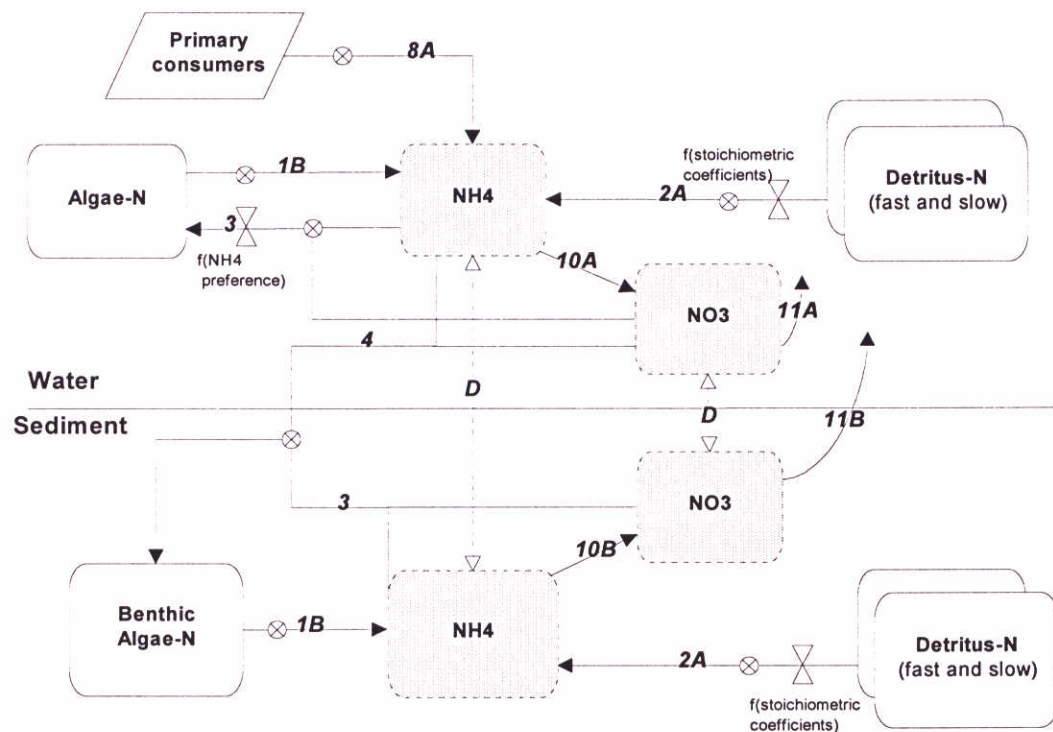 Primary
consumers
8A
Algae-N
1B
NH4
f(stoichiometric
coefficients)
2A
Detritus-N
(fast and slow)
3
f(NH4
preference)
10A
NO3
11A
4
Water
D
Sediment
D
11B
3
NO3
10B
Benthic
Algae-N
1B
NH4
2A
Detritus-N
(fast and slow)
f(stoichiometric
coefficients)